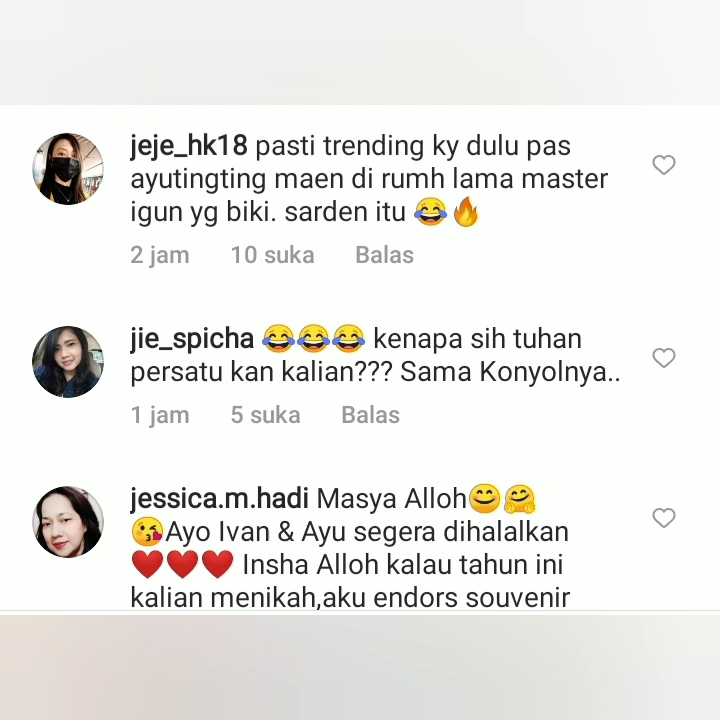 jeje_hk18 pasti trending ky dulu pas
ayutingting maen di rumh lama master
igun yg biki. sarden itu 😂🔥
2 jam 10 suka Balas
jie_spicha 😂😂😂 kenapa sih tuhan
persatu kan kalian??? Sama Konyolnya..
1 jam 5 suka Balas
jessica.m.hadi Masya Alloh😊🤗
😘Ayo Ivan & Ayu segera dihalalkan
❤️❤️❤️ Insha Alloh kalau tahun ini
kalian menikah,aku endors souvenir